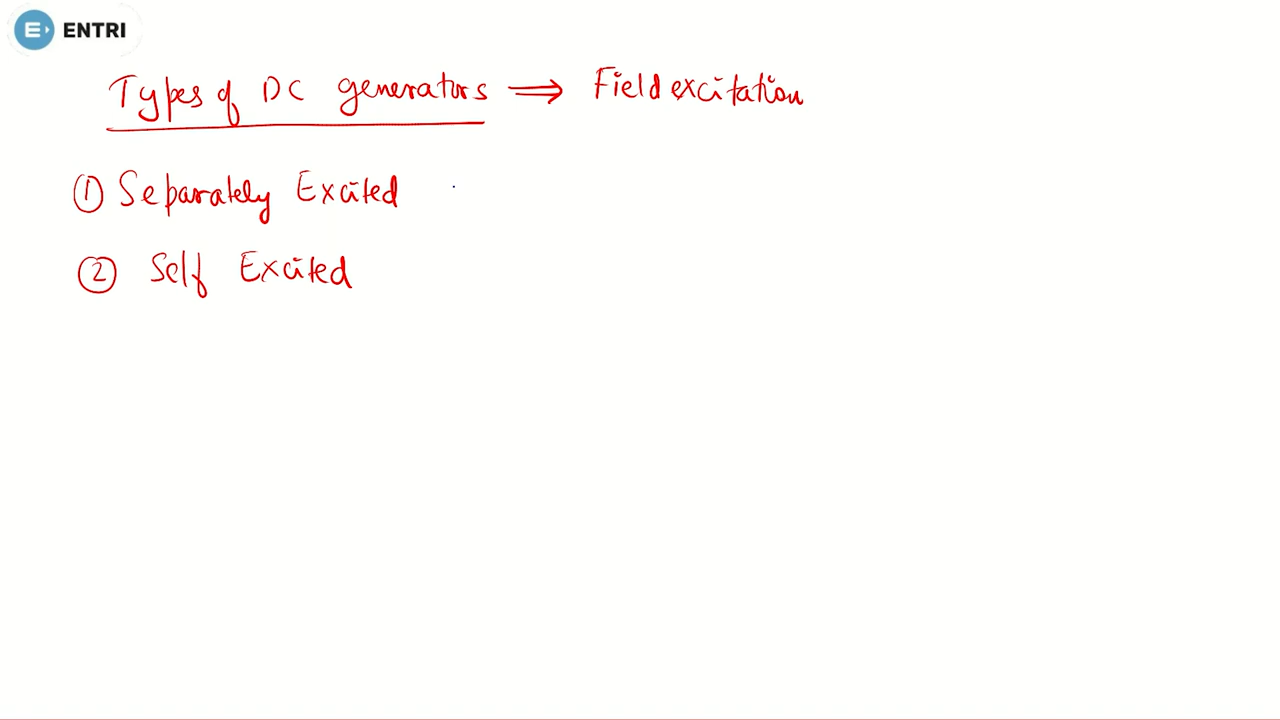 E ENTRI
Types of DC generators ⇒ Field excitation
① Separately Excited
② Self Excited